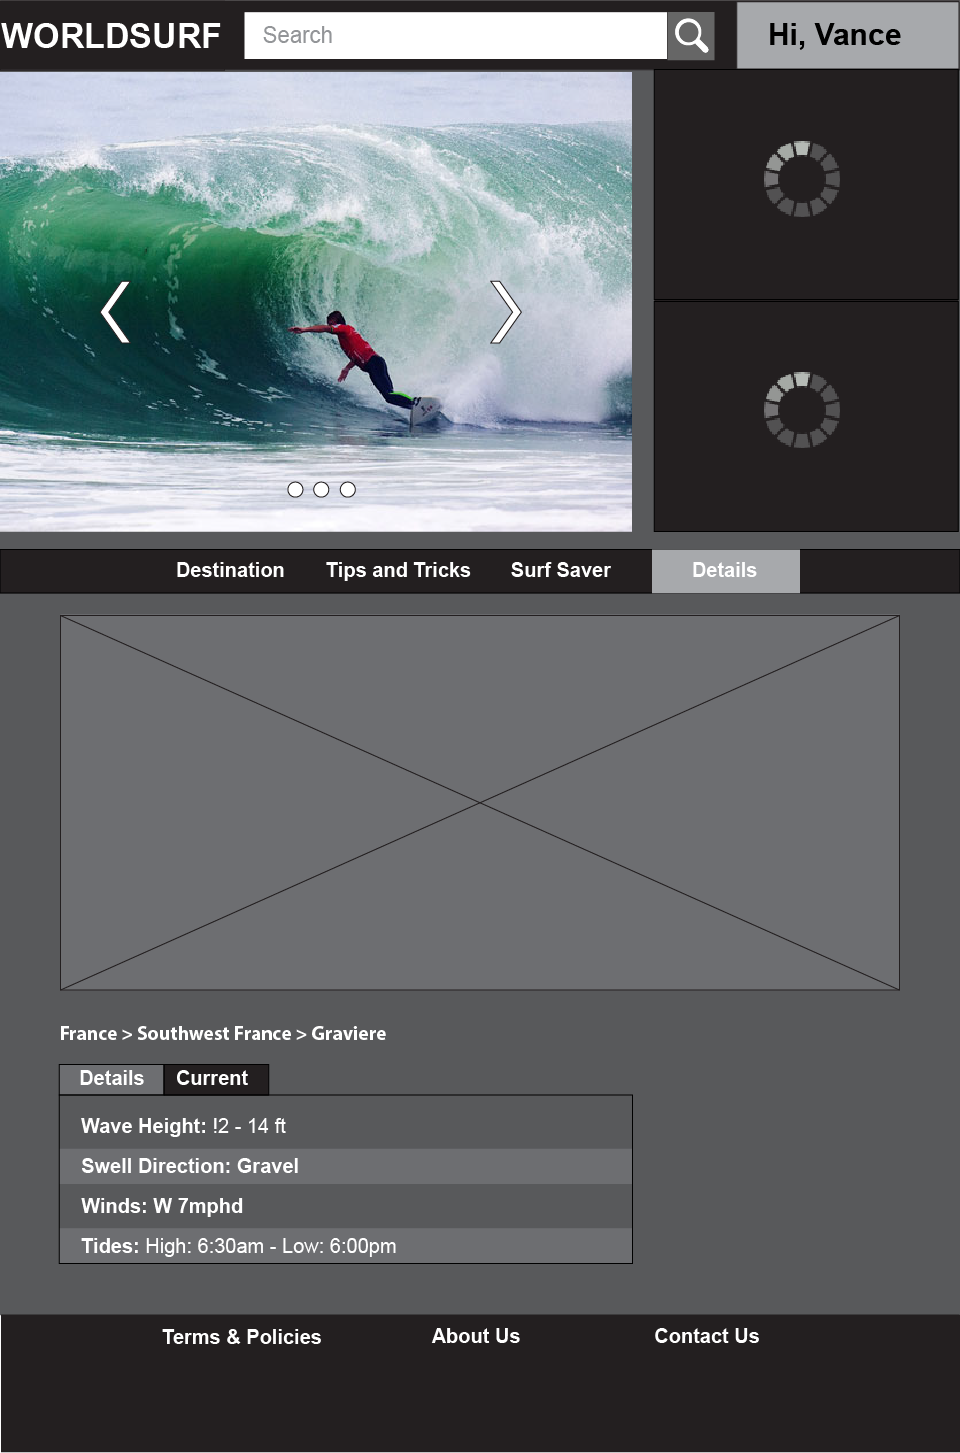 WORLDSURF
Search
Hi, Vance
Destination
Tips and Tricks
Surf Saver
Details
France > Southwest France > Graviere
Details
Current
Wave Height: !2 - 14 ft
Swell Direction: Gravel
Winds: W 7mphd
Tides: High: 6:30am - Low: 6:00pm
Terms & Policies
About Us
Contact Us